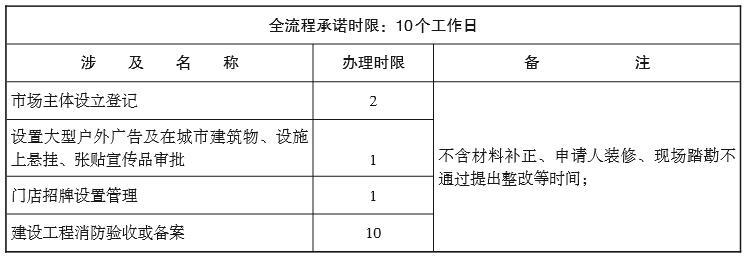 全流程承诺时限：10个工作日
涉 及 名 称 办理时限 备 注
市场主体设立登记 2
设置大型户外广告及在城市建筑物、设施
上悬挂、张贴宣传品审批 1
不含材料补正、申请人装修、现场踏勘不
通过提出整改等时间；
门店招牌设置管理 1
建设工程消防验收或备案 10